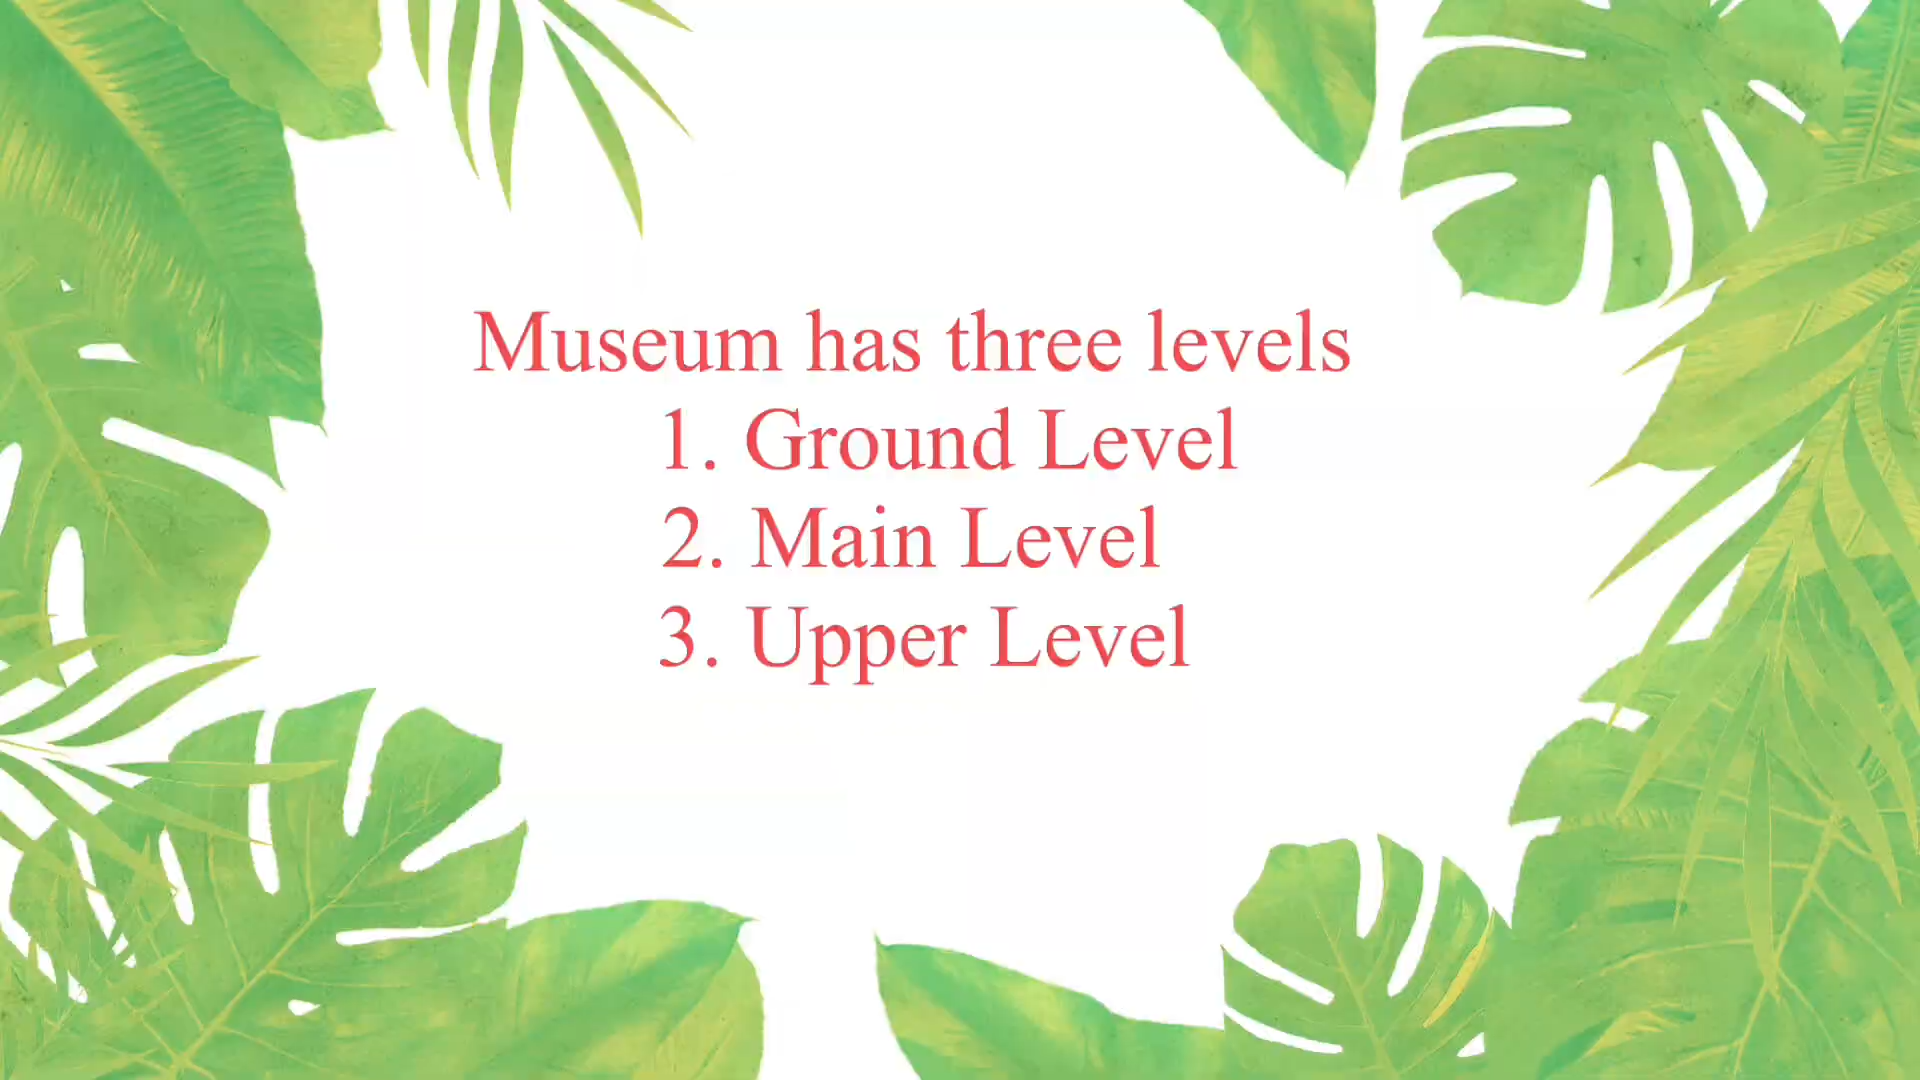 Museum has three levels
1. Ground Level
2. Main Level
3. Upper Level